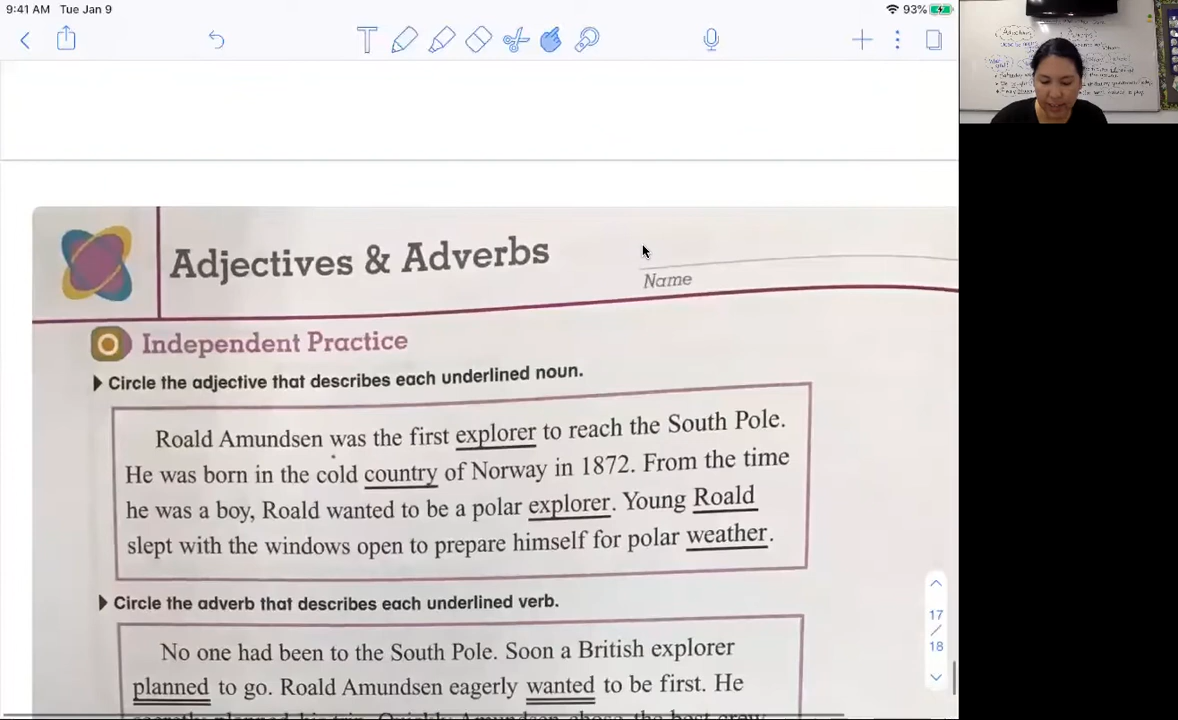 9:41 AM Tue Jan 9
93%
Adjectives & Adverbs
Name
Independent Practice
Circle the adjective that describes each underlined noun.
Roald Amundsen was the first explorer to reach the South Pole.
He was born in the cold country of Norway in 1872. From the time
he was a boy, Roald wanted to be a polar explorer. Young Roald
slept with the windows open to prepare himself for polar weather.
Circle the adverb that describes each underlined verb.
No one had been to the South Pole. Soon a British explorer
planned to go. Roald Amundsen eagerly wanted to be first. He
17
/
18